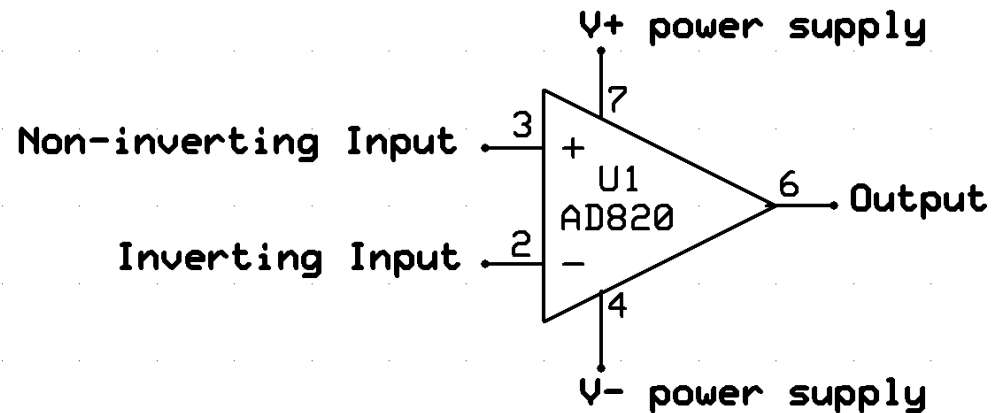 V+ power supply
7
Non-inverting Input 3 +
U1
6 Output
AD820
Inverting Input 2 −
4
V- power supply